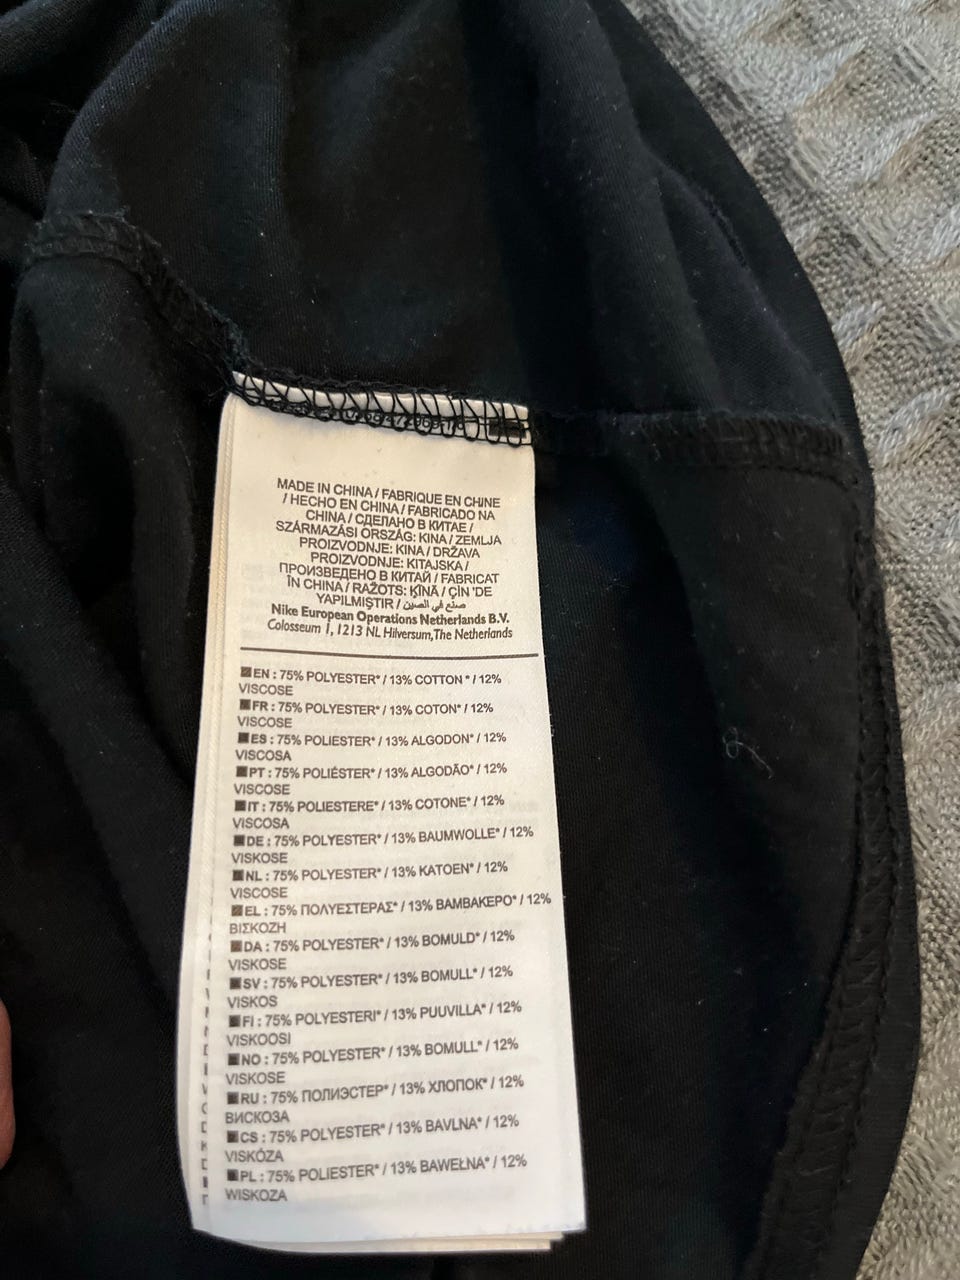 MADE IN CHINA / FABRIQUE EN CHINE
/ HECHO EN CHINA / FABRICADO NA
CHINA / СДЕЛАНО В КИТАЕ /
SZÁRMAZÁSI ORSZÁG: KINA / ZEMLJA
PROIZVODNJE: KINA / DRŽAVA
PROIZVODNJE: KITAJSKA /
ПРОИЗВЕДЕНО В КИТАЙ / FABRICAT
ÎN CHINA / RAŽOTS: ĶĪNĀ / ÇİN 'DE
YAPILMIŞTIR / صنع في الصين
Nike European Operations Netherlands B.V.
Colosseum 1, 1213 NL Hilversum, The Netherlands
EN : 75% POLYESTER* / 13% COTTON * / 12%
VISCOSE
FR : 75% POLYESTER* / 13% COTON* / 12%
VISCOSE
ES : 75% POLIESTER* / 13% ALGODON* / 12%
VISCOSA
PT : 75% POLIÉSTER* / 13% ALGODÃO* / 12%
VISCOSE
IT : 75% POLIESTERE* / 13% COTONE* / 12%
VISCOSA
DE : 75% POLYESTER* / 13% BAUMWOLLE* / 12%
VISKOSE
NL : 75% POLYESTER* / 13% KATOEN* / 12%
VISCOSE
EL : 75% ΠΟΛΥΕΣΤΕΡΑΣ* / 13% ΒΑΜΒΑΚΕΡΟ* / 12%
ΒΙΣΚΟΖΗ
DA : 75% POLYESTER* / 13% BOMULD* / 12%
VISKOSE
SV : 75% POLYESTER* / 13% BOMULL* / 12%
VISKOS
FI : 75% POLYESTERI* / 13% PUUVILLA* / 12%
VISKOOSI
NO : 75% POLYESTER* / 13% BOMULL* / 12%
VISKOSE
RU : 75% ПОЛИЭСТЕР* / 13% ХЛОПОК* / 12%
ВИСКОЗА
CS : 75% POLYESTER* / 13% BAVLNA* / 12%
VISKÓZA
PL : 75% POLIESTER* / 13% BAWEŁNA* / 12%
WISKOZA